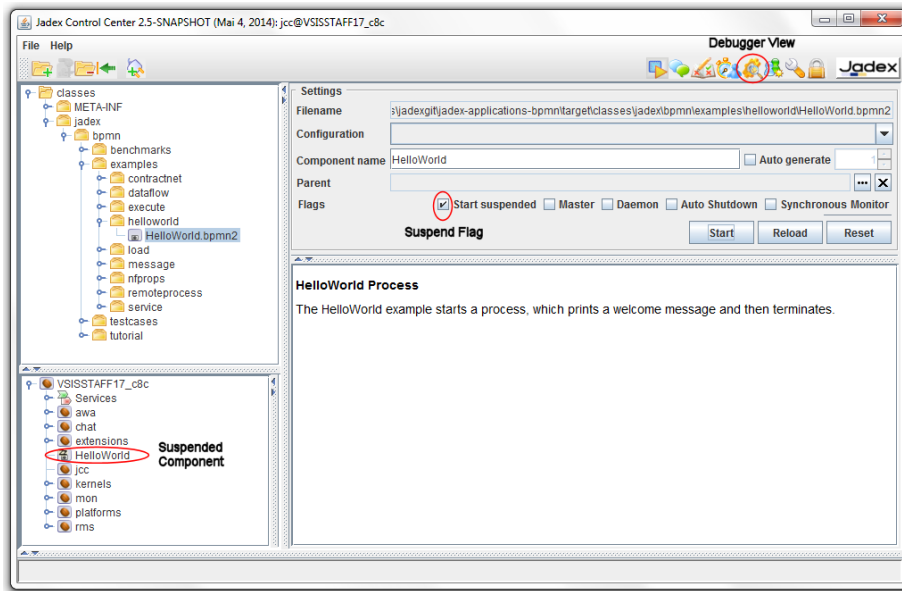 Jadex Control Center 2.5-SNAPSHOT (Mai 4, 2014): jcc@VSISSTAFF17_c8c
File Help
Debugger View
Jadex
classes
META-INF
jadex
bpmn
benchmarks
examples
contractnet
dataflow
execute
helloworld
HelloWorld.bpmn2
load
message
nfprops
remoteprocess
service
testcases
tutorial
Settings
Filename s\jadexgit\jadex-applications-bpmn\target\classes\jadex\bpmn\examples\helloworld\HelloWorld.bpmn2
Configuration
Component name HelloWorld Auto generate 1
Parent ...
Flags Start suspended Master Daemon Auto Shutdown Synchronous Monitor
Suspend Flag
Start Reload Reset
HelloWorld Process
The HelloWorld example starts a process, which prints a welcome message and then terminates.
VSISSTAFF17_c8c
Services
awa
chat
extensions
HelloWorld
jcc
kernels
mon
platforms
rms
Suspended
Component